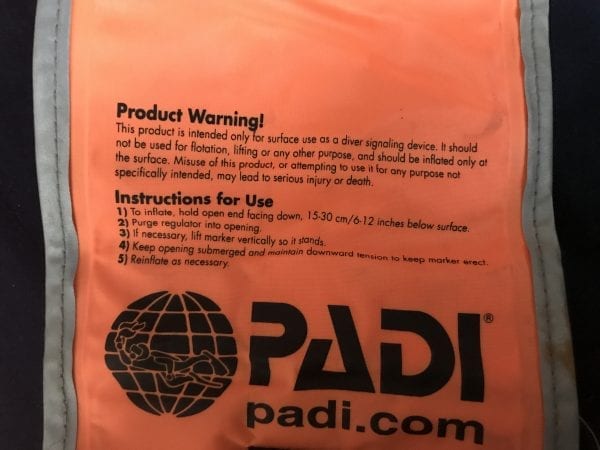 Product Warning!
This product is intended only for surface use as a diver signaling device. It should
not be used for flotation, lifting or any other purpose, and should be inflated only at
the surface. Misuse of this product, or attempting to use it for any purpose not
specifically intended, may lead to serious injury or death.
Instructions for Use
1) To inflate, hold open end facing down, 15-30 cm/6-12 inches below surface.
2) Purge regulator into opening.
3) If necessary, lift marker vertically so it stands.
4) Keep opening submerged and maintain downward tension to keep marker erect.
5) Reinflate as necessary.
PADI®
padi.com